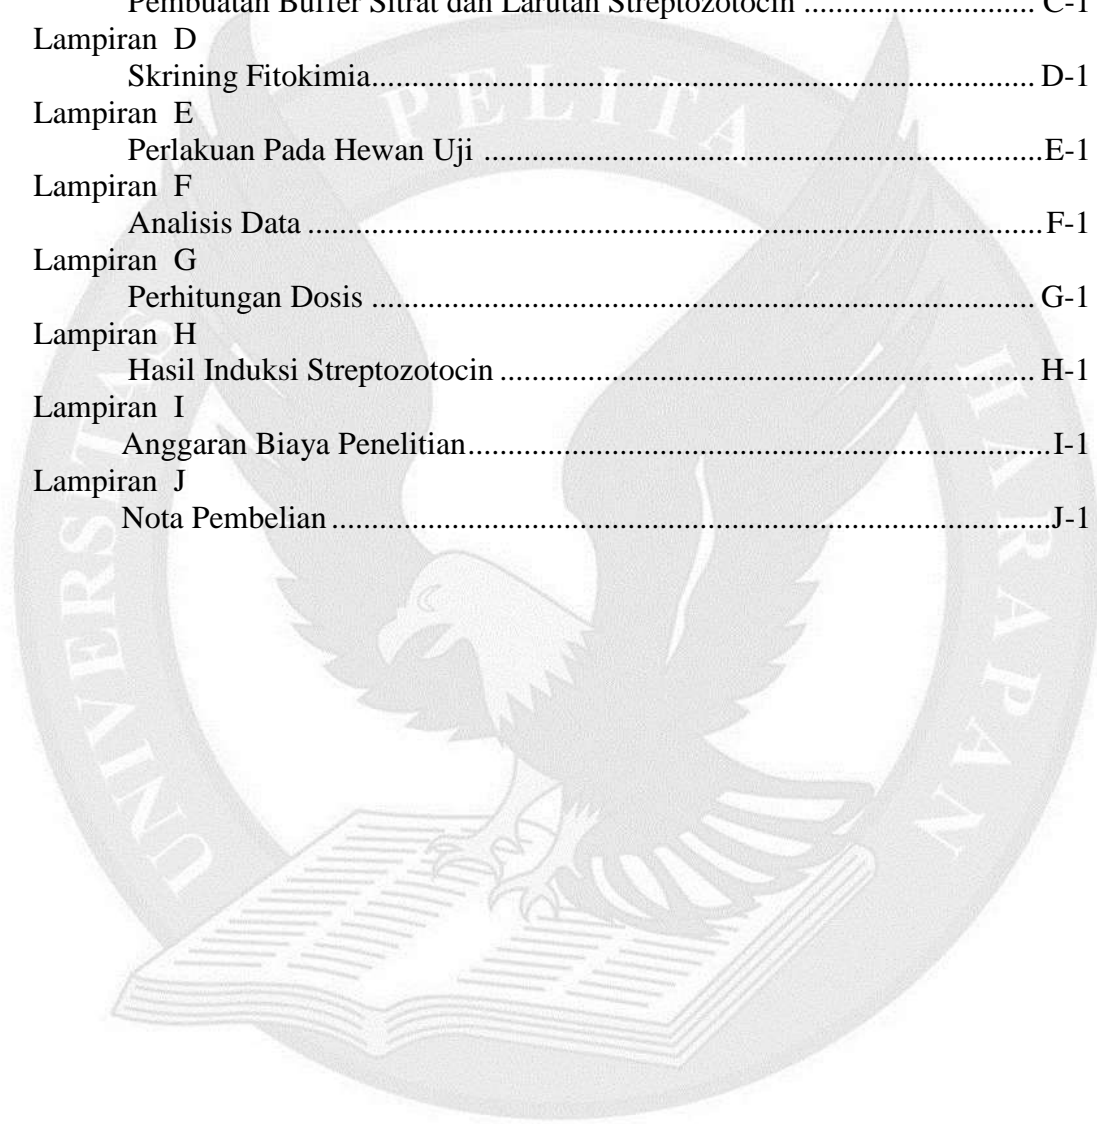 Pembuatan Buffer Sitrat dan Larutan Streptozotocin ............................. C-1
Lampiran D
Skrining Fitokimia................................................................................... D-1
Lampiran E
Perlakuan Pada Hewan Uji ......................................................................E-1
Lampiran F
Analisis Data ............................................................................................F-1
Lampiran G
Perhitungan Dosis ................................................................................... G-1
Lampiran H
Hasil Induksi Streptozotocin ................................................................... H-1
Lampiran I
Anggaran Biaya Penelitian.........................................................................I-1
Lampiran J
Nota Pembelian..........................................................................................J-1
UNIVERSITAS PELITA HARAPAN